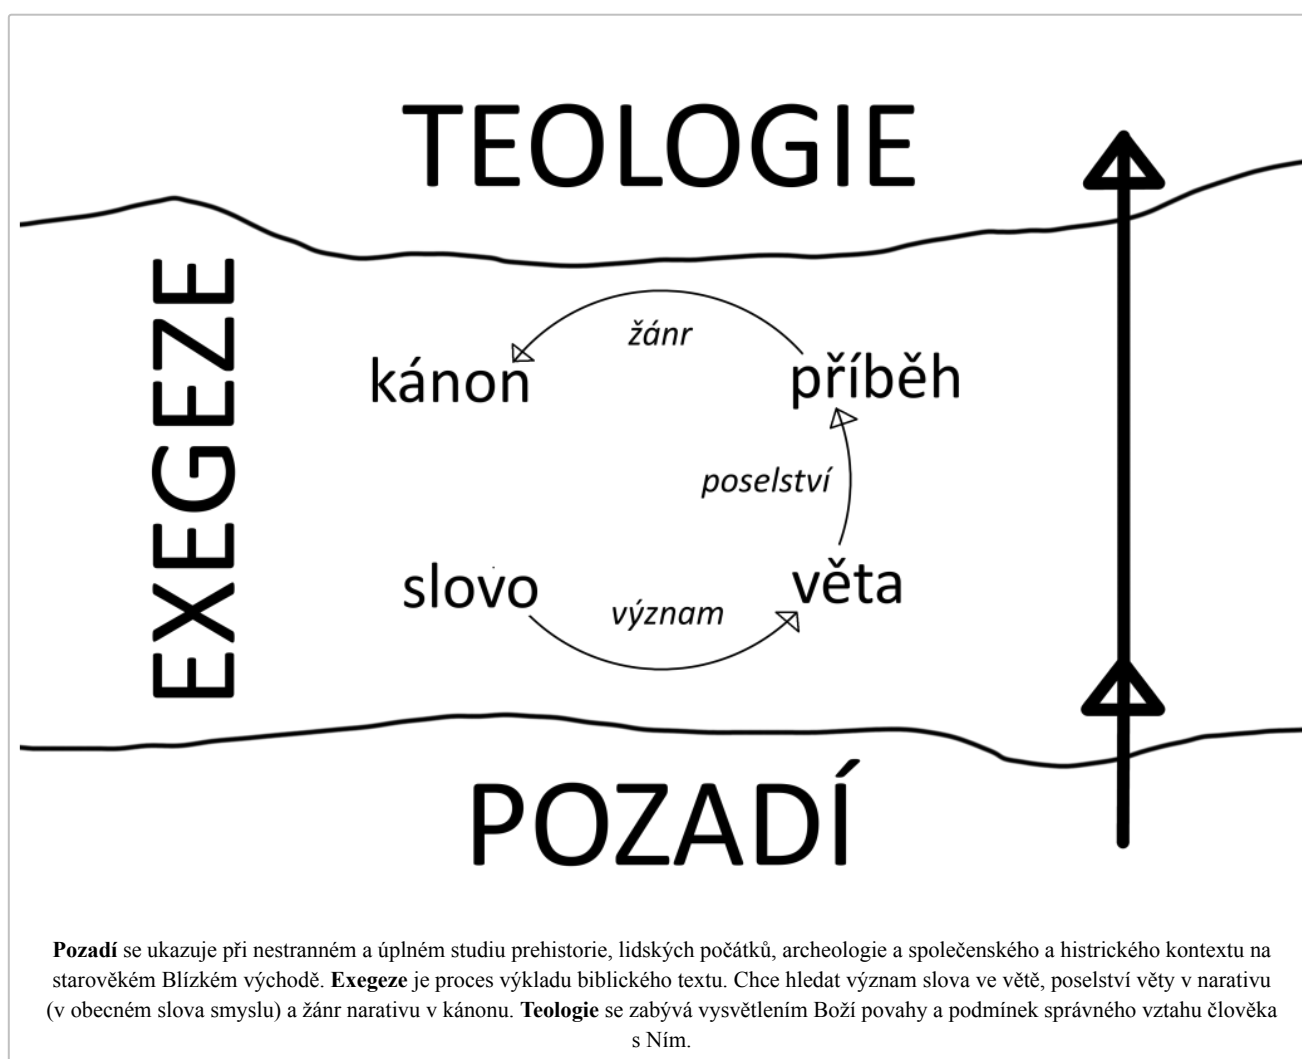 TEOLOGIE
EXEGEZE
žánr
kánon
příběh
poselství
slovo
věta
význam
POZADÍ
Pozadí se ukazuje při nestranném a úplném studiu prehistorie, lidských počátků, archeologie a společenského a histrického kontextu na
starověkém Blízkém východě. Exegeze je proces výkladu biblického textu. Chce hledat význam slova ve větě, poselství věty v narativu
(v obecném slova smyslu) a žánr narativu v kánonu. Teologie se zabývá vysvětlením Boží povahy a podmínek správného vztahu člověka
s Ním.